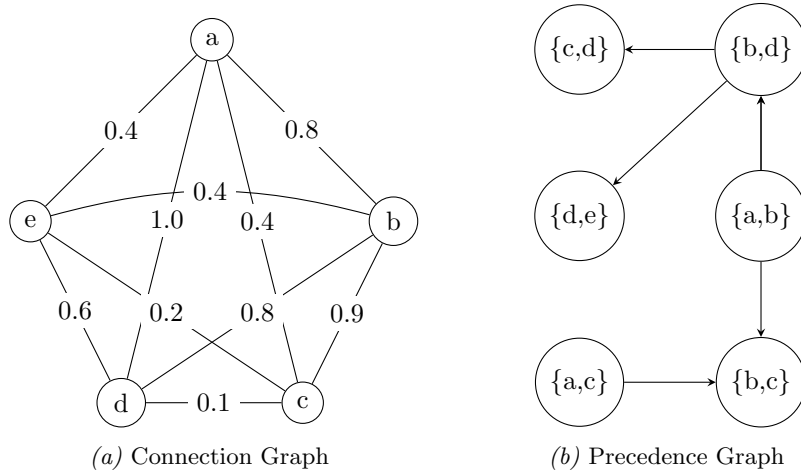 a
{c,d} {b,d}
0.4 0.8
0.4
e 1.0 0.4 b
{d,e} {a,b}
0.6 0.2 0.8 0.9
d 0.1 c
{a,c} {b,c}
(a) Connection Graph
(b) Precedence Graph